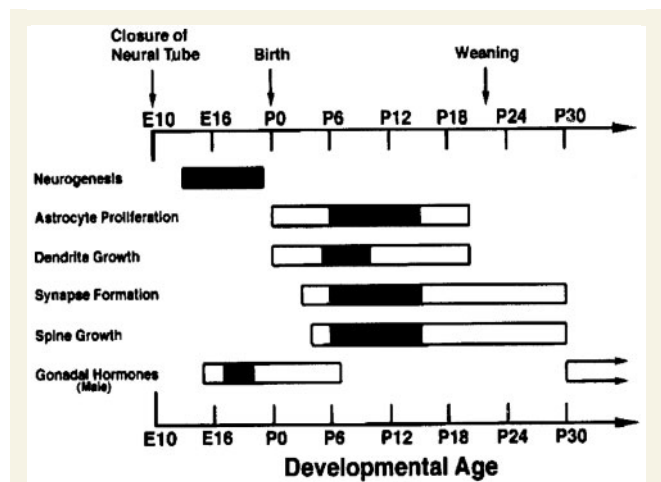 Closure of
Neural Tube
Birth
Weaning
E10 E16 P0 P6 P12 P18 P24 P30
Neurogenesis
Astrocyte Proliferation
Dendrite Growth
Synapse Formation
Spine Growth
Gonadal Hormones
(Male)
E10 E16 P0 P6 P12 P18 P24 P30
Developmental Age